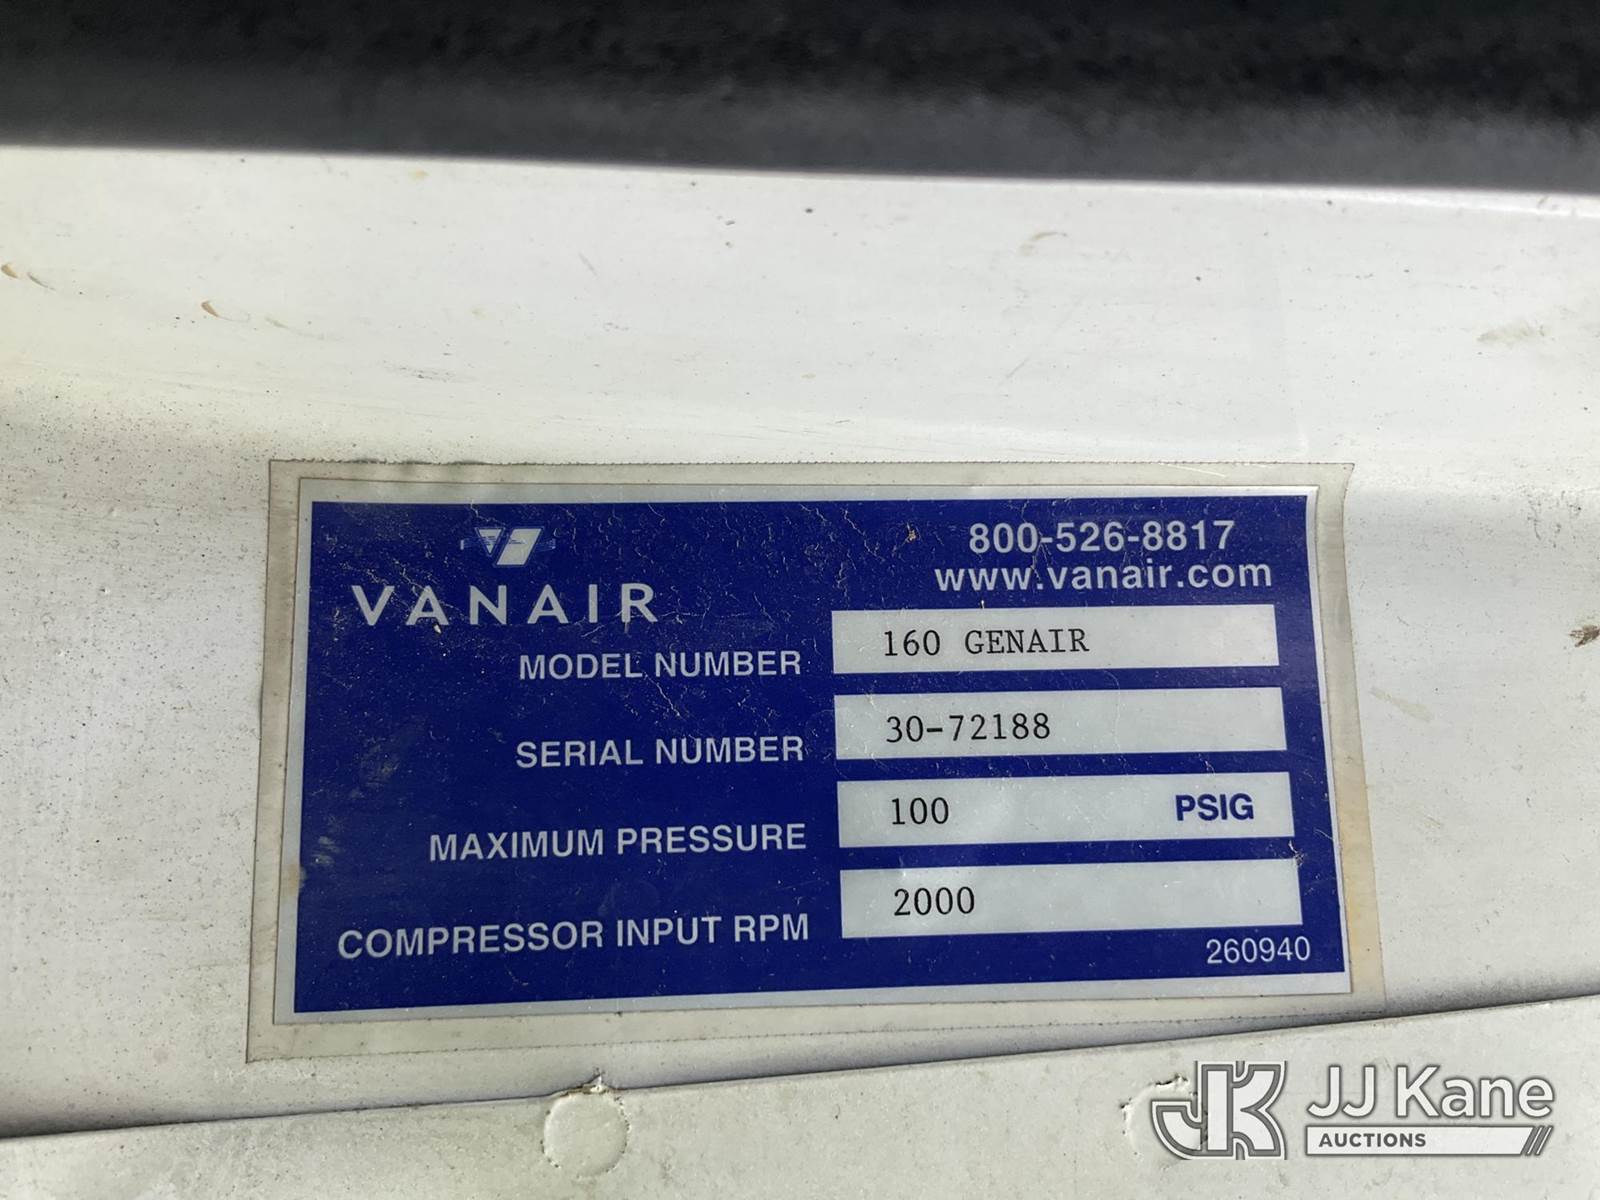 800-526-8817
www.vanair.com
VANAIR
MODEL NUMBER 160 GENAIR
SERIAL NUMBER 30-72188
MAXIMUM PRESSURE 100 PSIG
COMPRESSOR INPUT RPM 2000
260940
JK JJ Kane
AUCTIONS